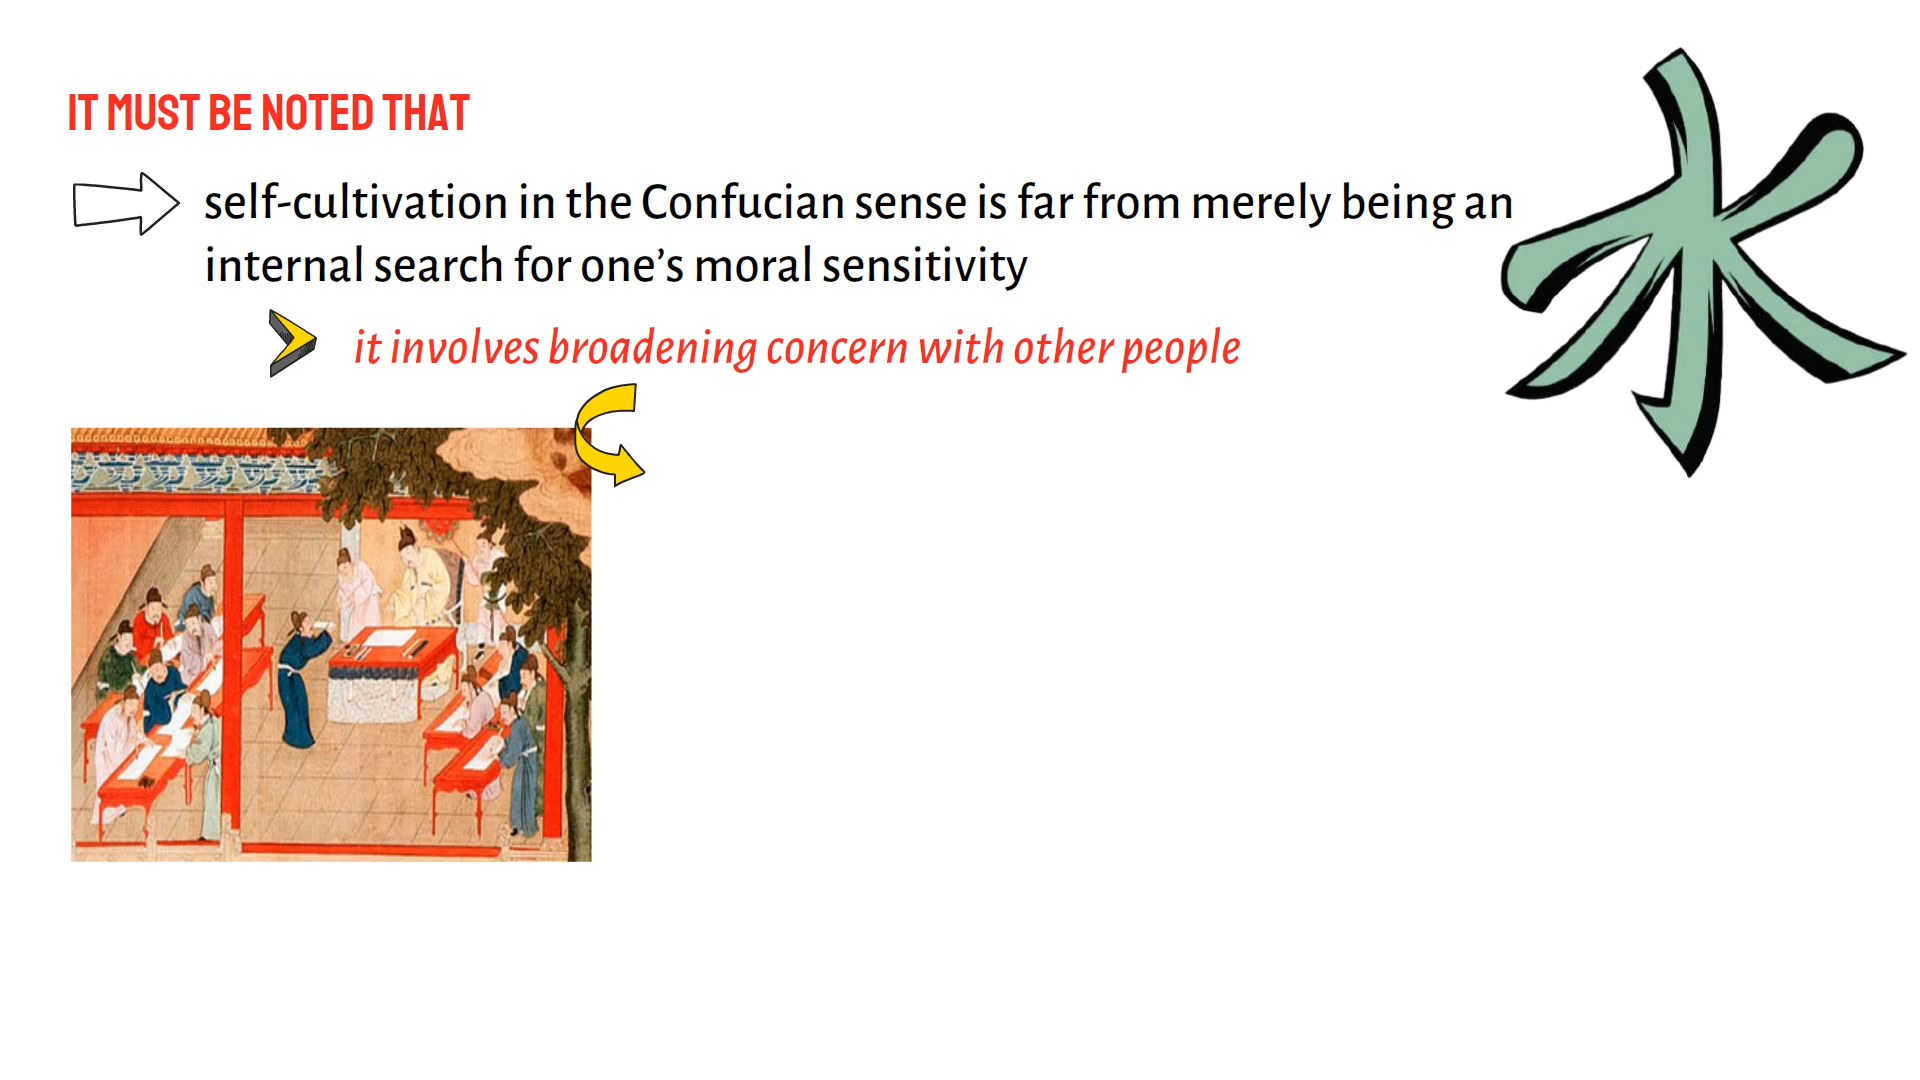 IT MUST BE NOTED THAT
self-cultivation in the Confucian sense is far from merely being an
internal search for one’s moral sensitivity
it involves broadening concern with other people
水